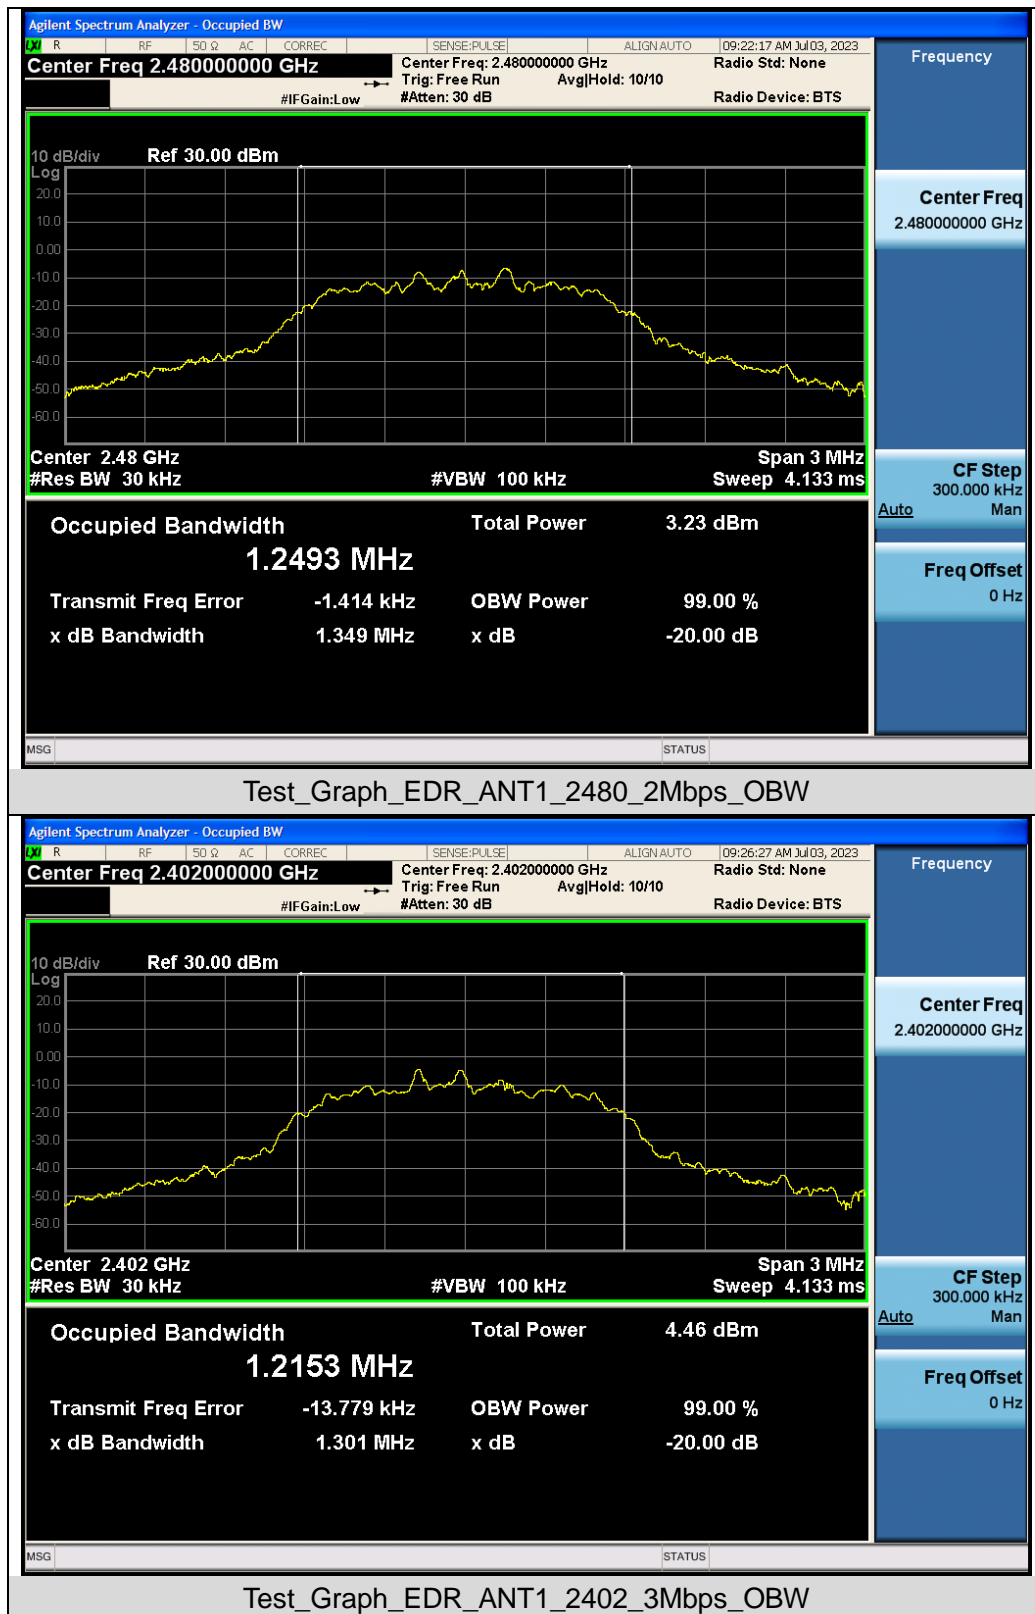 Agilent Spectrum Analyzer - Occupied BW
LXI R RF 50 Ω AC CORREC SENSE:PULSE ALIGN AUTO 09:22:17 AM Jul 03, 2023
Center Freq 2.480000000 GHz
Center Freq: 2.480000000 GHz
Radio Std: None
Trig: Free Run Avg|Hold: 10/10
#IFGain:Low
#Atten: 30 dB
Radio Device: BTS
10 dB/div Ref 30.00 dBm
Log
20.0
10.0
0.00
-10.0
-20.0
-30.0
-40.0
-50.0
-60.0
Center 2.48 GHz Span 3 MHz
#Res BW 30 kHz #VBW 100 kHz Sweep 4.133 ms
Occupied Bandwidth Total Power 3.23 dBm
1.2493 MHz
Transmit Freq Error -1.414 kHz OBW Power 99.00 %
x dB Bandwidth 1.349 MHz x dB -20.00 dB
MSG STATUS
Frequency
Center Freq
2.480000000 GHz
CF Step
300.000 kHz
Auto Man
Freq Offset
0 Hz
Test_Graph_EDR_ANT1_2480_2Mbps_OBW
Agilent Spectrum Analyzer - Occupied BW
LXI R RF 50 Ω AC CORREC SENSE:PULSE ALIGN AUTO 09:26:27 AM Jul 03, 2023
Center Freq 2.402000000 GHz
Center Freq: 2.402000000 GHz
Radio Std: None
Trig: Free Run Avg|Hold: 10/10
#IFGain:Low
#Atten: 30 dB
Radio Device: BTS
10 dB/div Ref 30.00 dBm
Log
20.0
10.0
0.00
-10.0
-20.0
-30.0
-40.0
-50.0
-60.0
Center 2.402 GHz Span 3 MHz
#Res BW 30 kHz #VBW 100 kHz Sweep 4.133 ms
Occupied Bandwidth Total Power 4.46 dBm
1.2153 MHz
Transmit Freq Error -13.779 kHz OBW Power 99.00 %
x dB Bandwidth 1.301 MHz x dB -20.00 dB
MSG STATUS
Frequency
Center Freq
2.402000000 GHz
CF Step
300.000 kHz
Auto Man
Freq Offset
0 Hz
Test_Graph_EDR_ANT1_2402_3Mbps_OBW